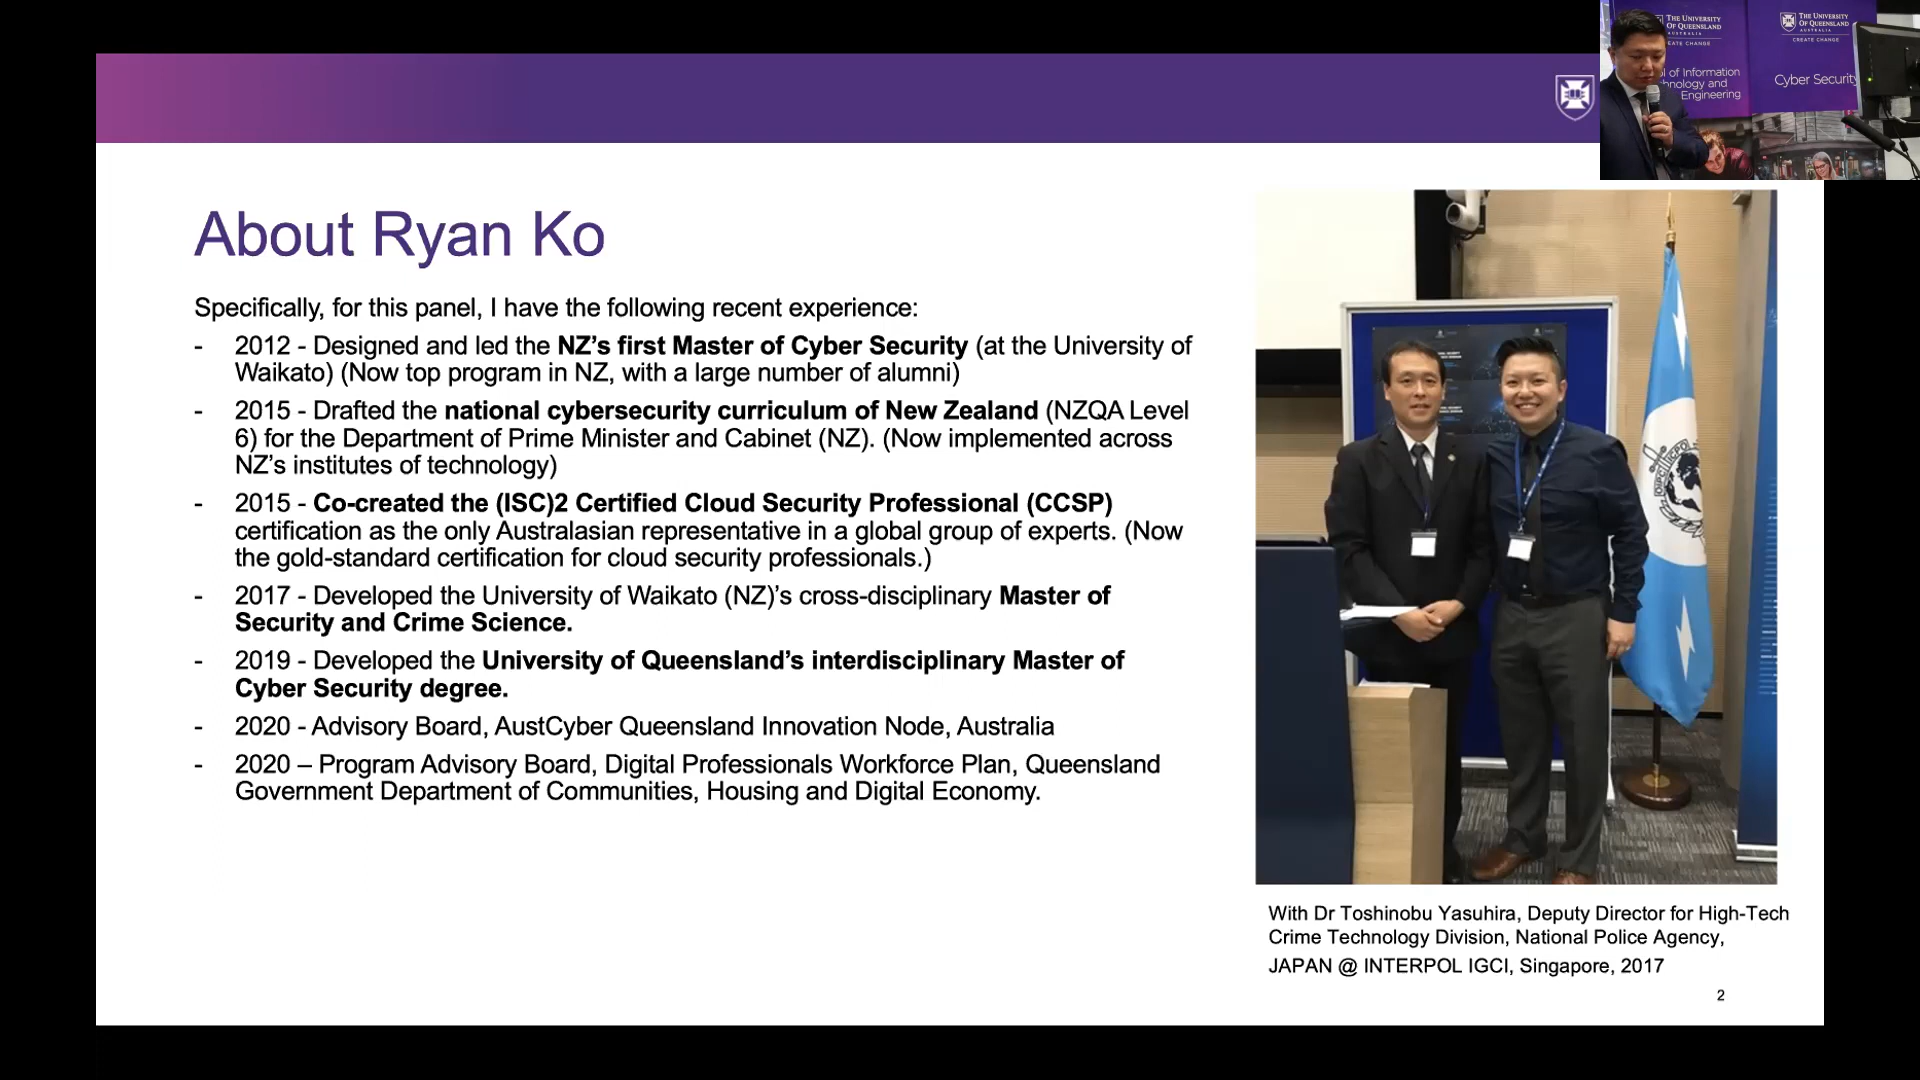 THE UNIVERSITY
OF QUEENSLAND
AUSTRALIA
CREATE CHANGE
THE UNIVERSITY
OF QUEENSLAND
AUSTRALIA
CREATE CHANGE
of Information
Technology and
Engineering
Cyber Security
About Ryan Ko
Specifically, for this panel, I have the following recent experience:
- 2012 - Designed and led the NZ’s first Master of Cyber Security (at the University of
Waikato) (Now top program in NZ, with a large number of alumni)
- 2015 - Drafted the national cybersecurity curriculum of New Zealand (NZQA Level
6) for the Department of Prime Minister and Cabinet (NZ). (Now implemented across
NZ’s institutes of technology)
- 2015 - Co-created the (ISC)2 Certified Cloud Security Professional (CCSP)
certification as the only Australasian representative in a global group of experts. (Now
the gold-standard certification for cloud security professionals.)
- 2017 - Developed the University of Waikato (NZ)’s cross-disciplinary Master of
Security and Crime Science.
- 2019 - Developed the University of Queensland’s interdisciplinary Master of
Cyber Security degree.
- 2020 - Advisory Board, AustCyber Queensland Innovation Node, Australia
- 2020 – Program Advisory Board, Digital Professionals Workforce Plan, Queensland
Government Department of Communities, Housing and Digital Economy.
With Dr Toshinobu Yasuhira, Deputy Director for High-Tech
Crime Technology Division, National Police Agency,
JAPAN @ INTERPOL IGCI, Singapore, 2017
2